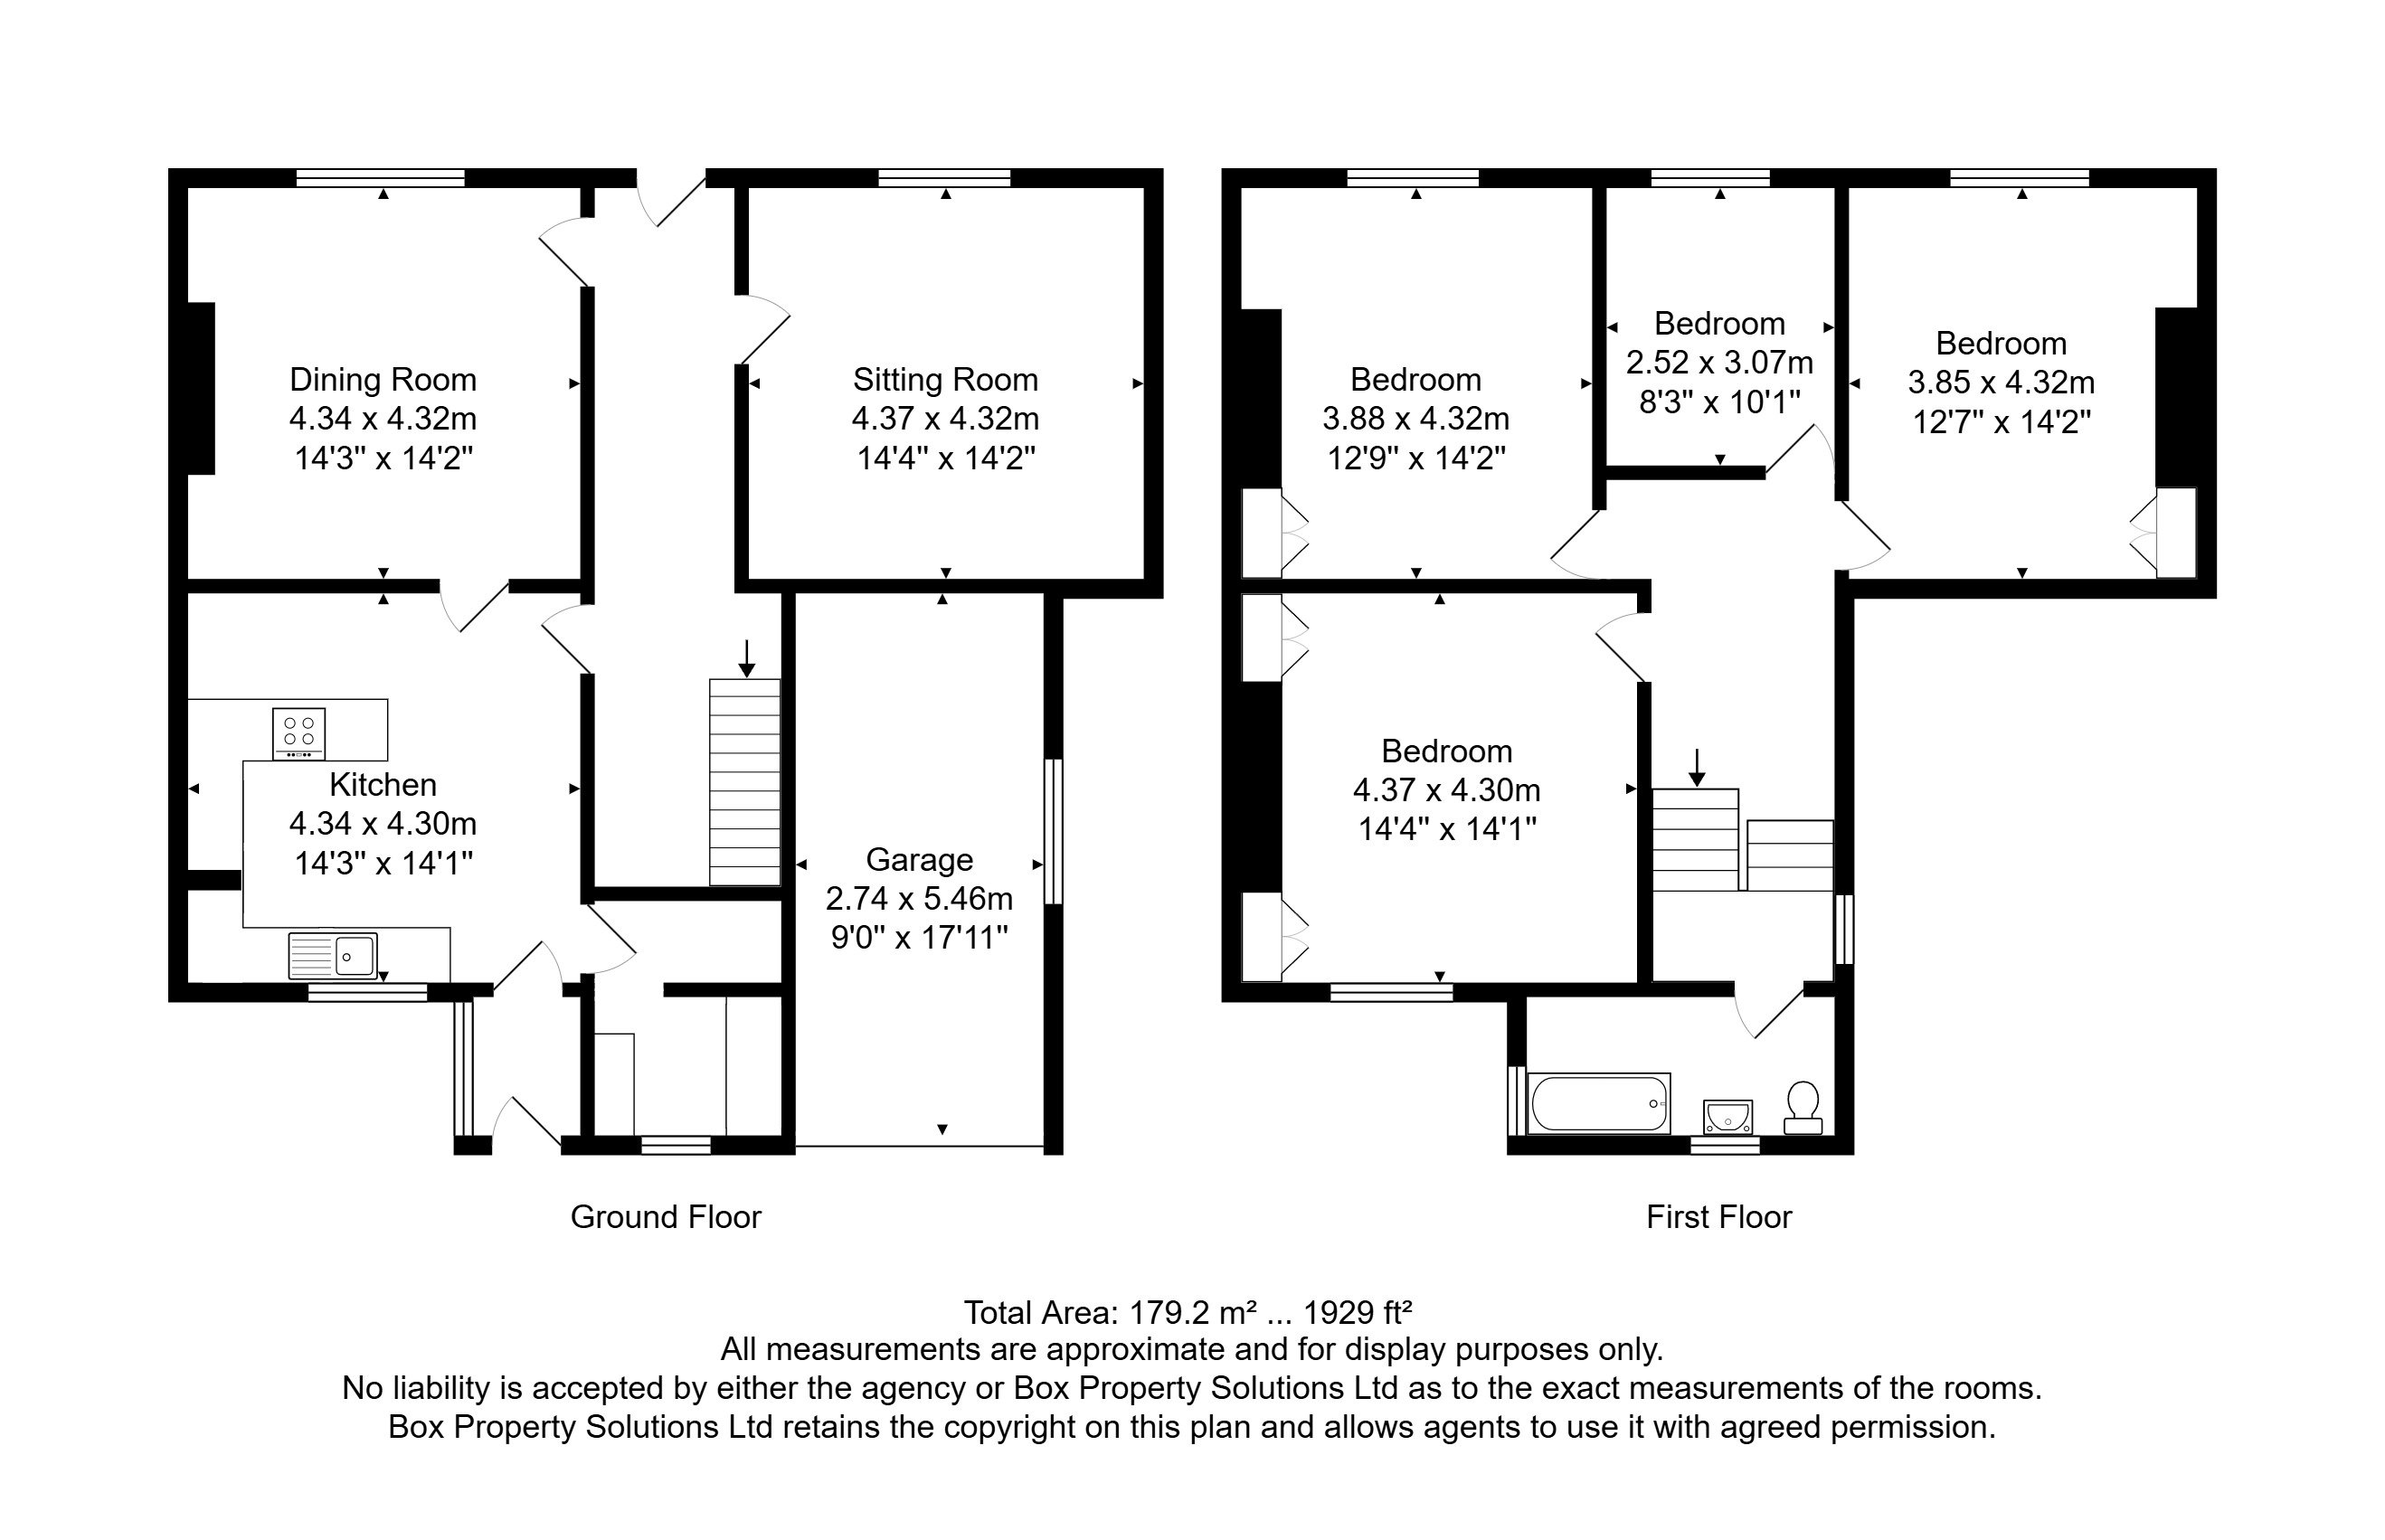 Dining Room
4.34 x 4.32m
14'3" x 14'2"
Sitting Room
4.37 x 4.32m
14'4" x 14'2"
Kitchen
4.34 x 4.30m
14'3" x 14'1"
Garage
2.74 x 5.46m
9'0" x 17'11"
Ground Floor
Bedroom
3.88 x 4.32m
12'9" x 14'2"
Bedroom
2.52 x 3.07m
8'3" x 10'1"
Bedroom
3.85 x 4.32m
12'7" x 14'2"
Bedroom
4.37 x 4.30m
14'4" x 14'1"
First Floor
Total Area: 179.2 m² ... 1929 ft²
All measurements are approximate and for display purposes only.
No liability is accepted by either the agency or Box Property Solutions Ltd as to the exact measurements of the rooms.
Box Property Solutions Ltd retains the copyright on this plan and allows agents to use it with agreed permission.